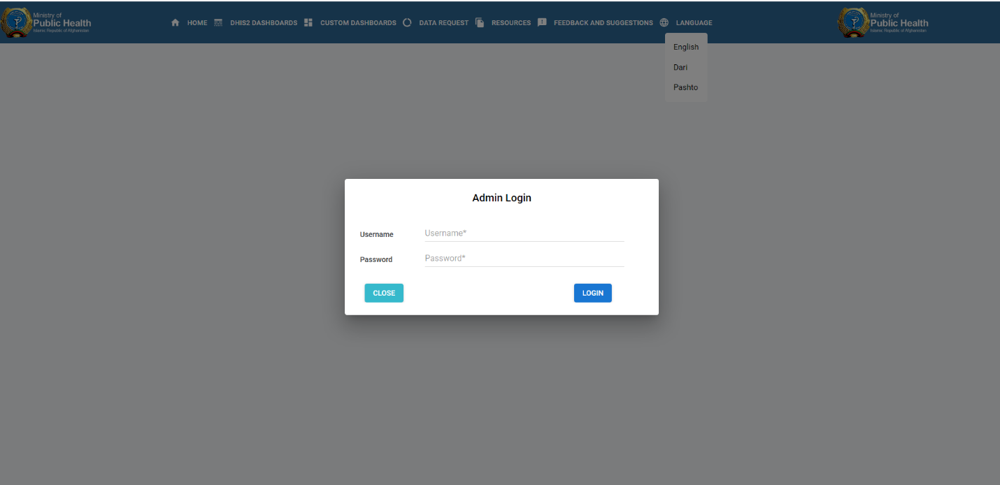 Ministry of
Public Health
Islamic Republic of Afghanistan
HOME
DHIS2 DASHBOARDS
CUSTOM DASHBOARDS
DATA REQUEST
RESOURCES
FEEDBACK AND SUGGESTIONS
LANGUAGE
Ministry of
Public Health
Islamic Republic of Afghanistan
English
Dari
Pashto
Admin Login
Username
Username*
Password
Password*
CLOSE
LOGIN